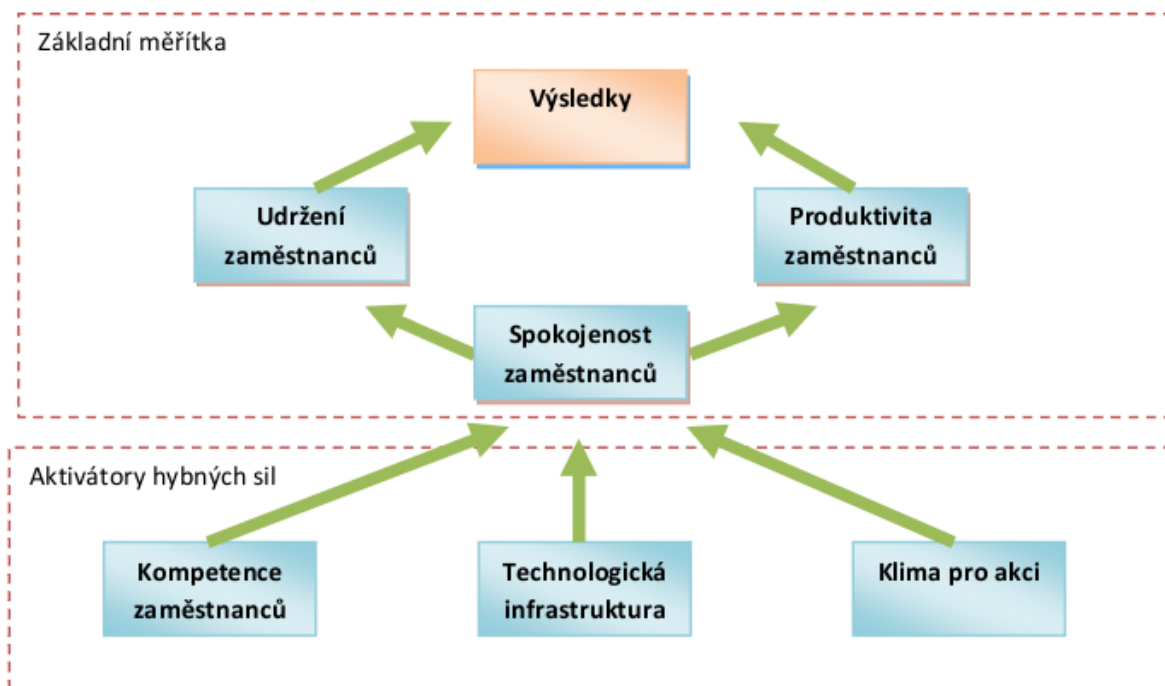 Základní měřítka
Výsledky
Udržení
zaměstnanců
Produktivita
zaměstnanců
Spokojenost
zaměstnanců
Aktivátory hybných sil
Kompetence
zaměstnanců
Technologická
infrastruktura
Klima pro akci